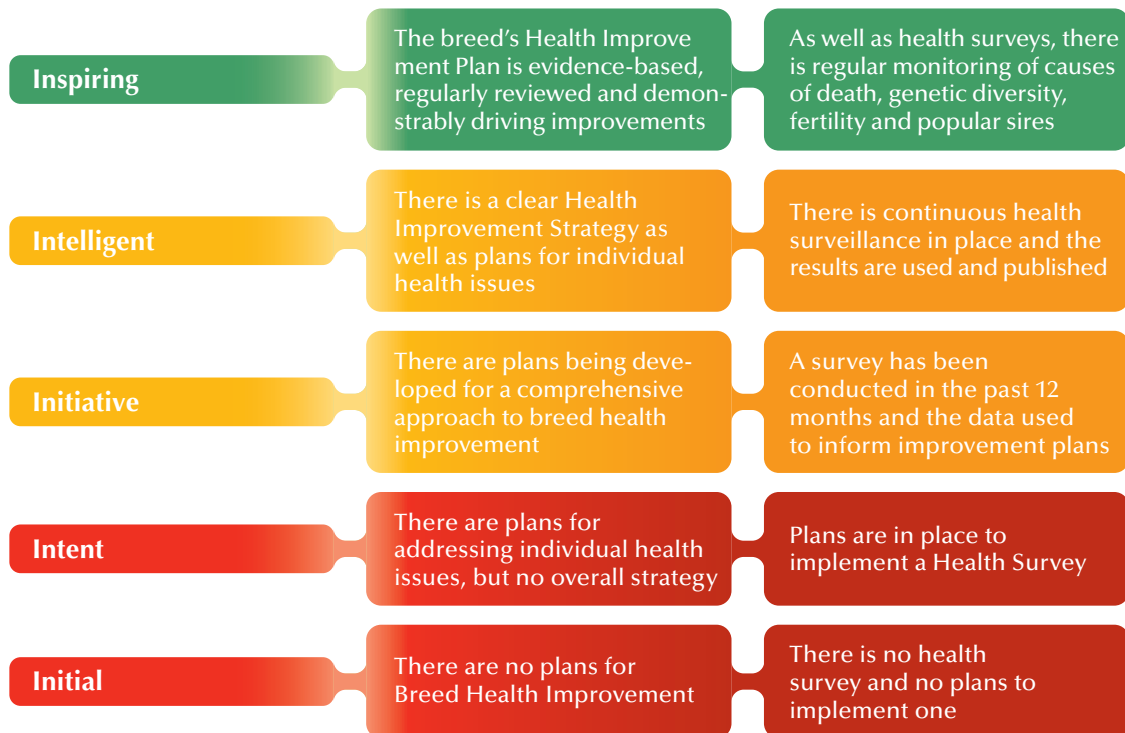 Inspiring
The breed's Health Improve
ment Plan is evidence-based,
regularly reviewed and demon-
strably driving improvements
As well as health surveys, there
is regular monitoring of causes
of death, genetic diversity,
fertility and popular sires
Intelligent
There is a clear Health
Improvement Strategy as
well as plans for individual
health issues
There is continuous health
surveillance in place and the
results are used and published
Initiative
There are plans being deve-
loped for a comprehensive
approach to breed health
improvement
A survey has been
conducted in the past 12
months and the data used
to inform improvement plans
Intent
There are plans for
addressing individual health
issues, but no overall strategy
Plans are in place to
implement a Health Survey
Initial
There are no plans for
Breed Health Improvement
There is no health
survey and no plans to
implement one